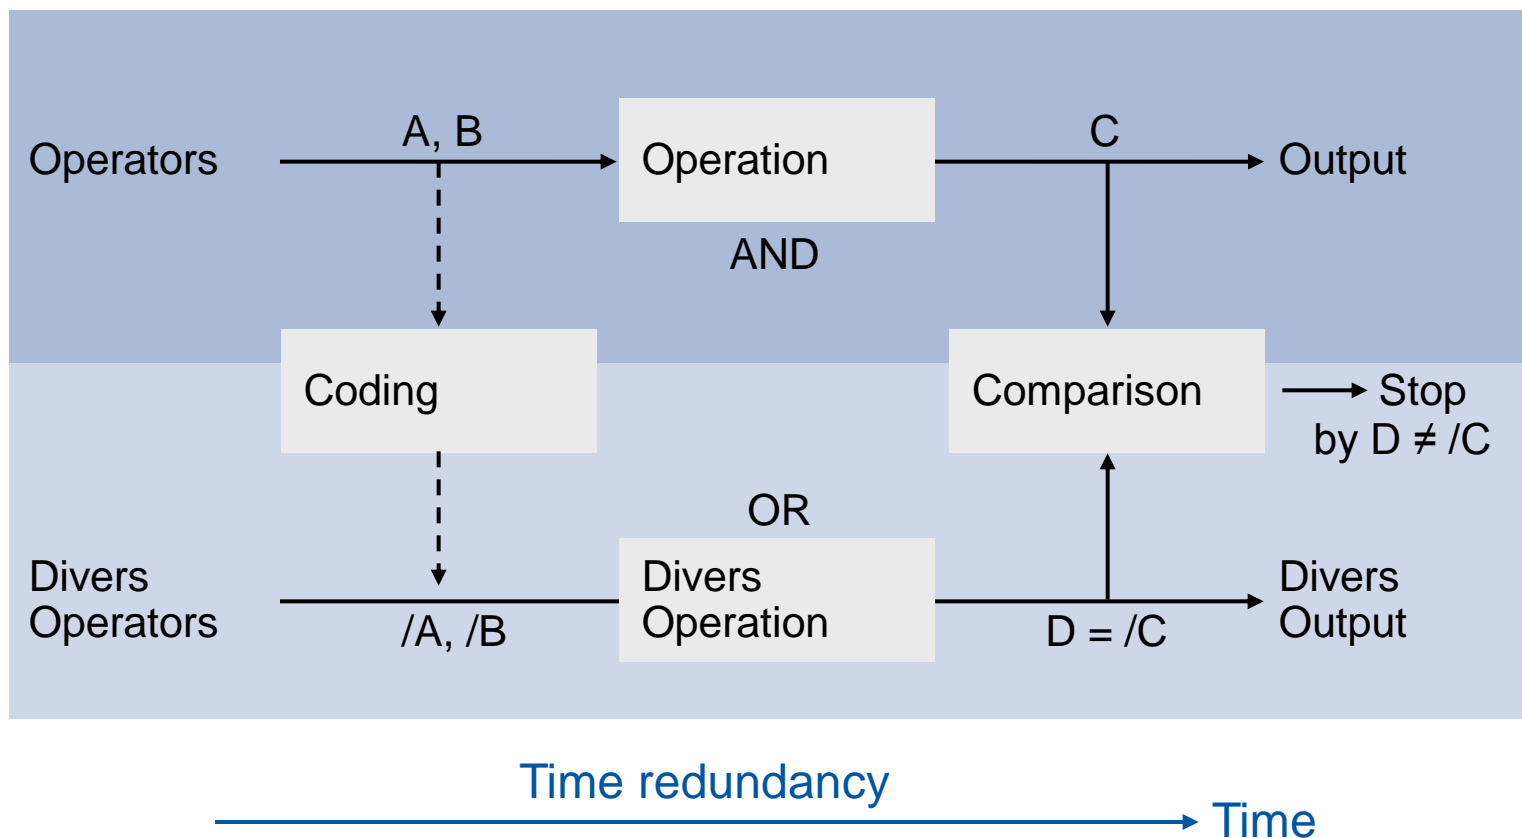 Operators
A, B
Operation
AND
C
Output
Coding
Comparison
Stop
by D ≠ /C
OR
Divers
Operators
/A, /B
Divers
Operation
D = /C
Divers
Output
Time redundancy
Time